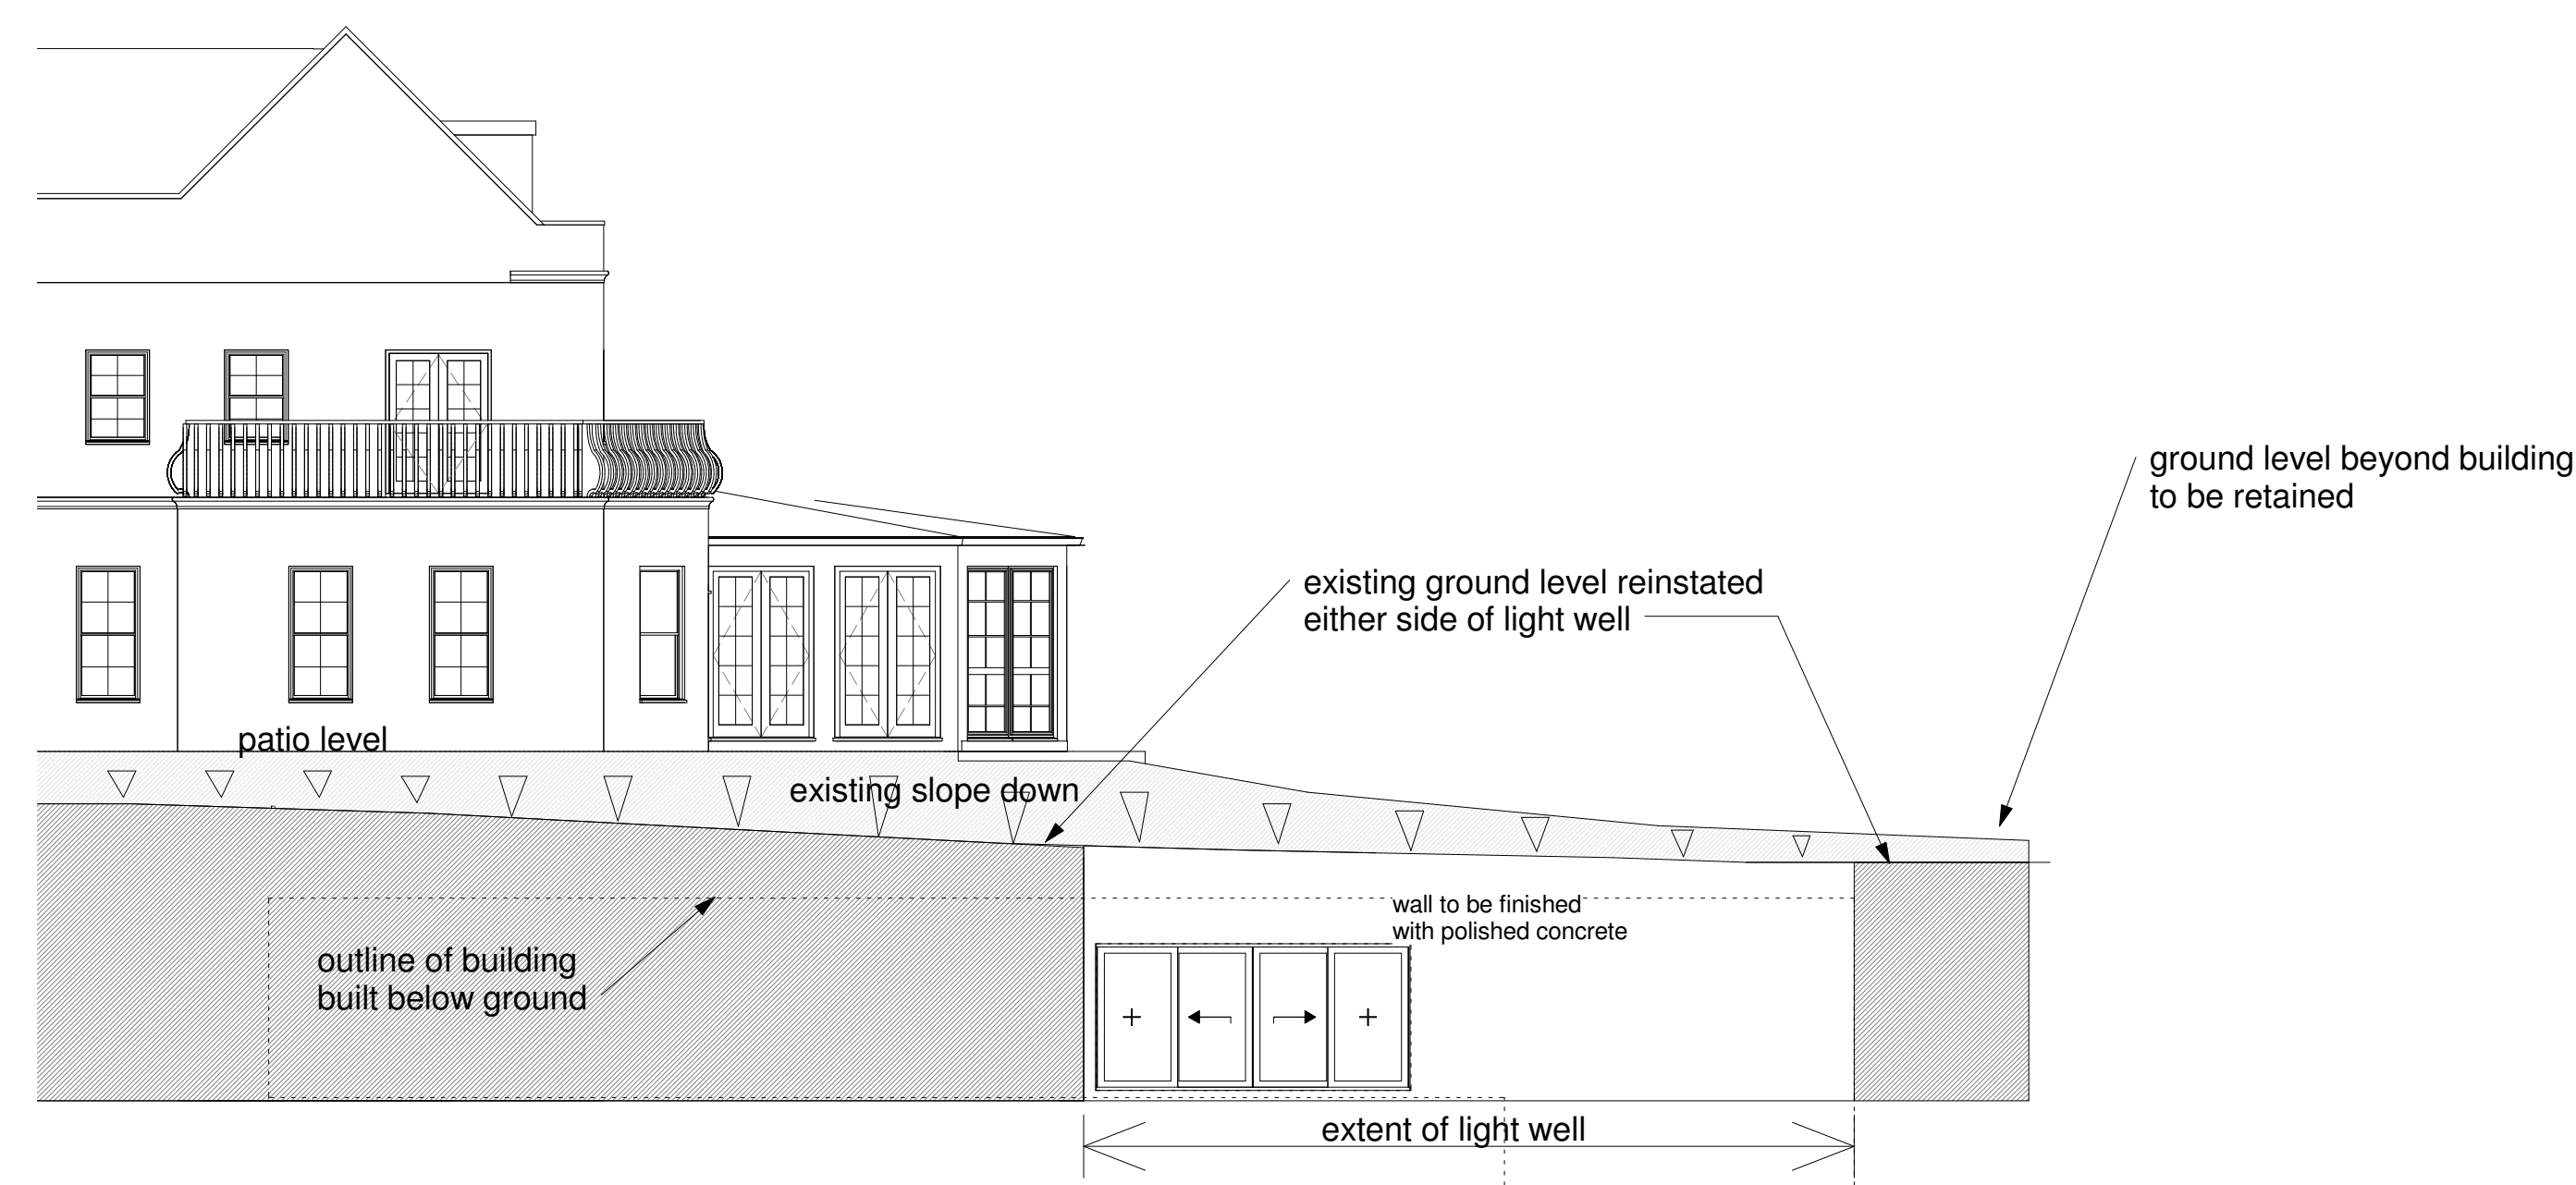 ground level beyond building
to be retained
existing ground level reinstated
either side of light well
patio level
existing slope down
wall to be finished
with polished concrete
outline of building
built below ground
extent of light well